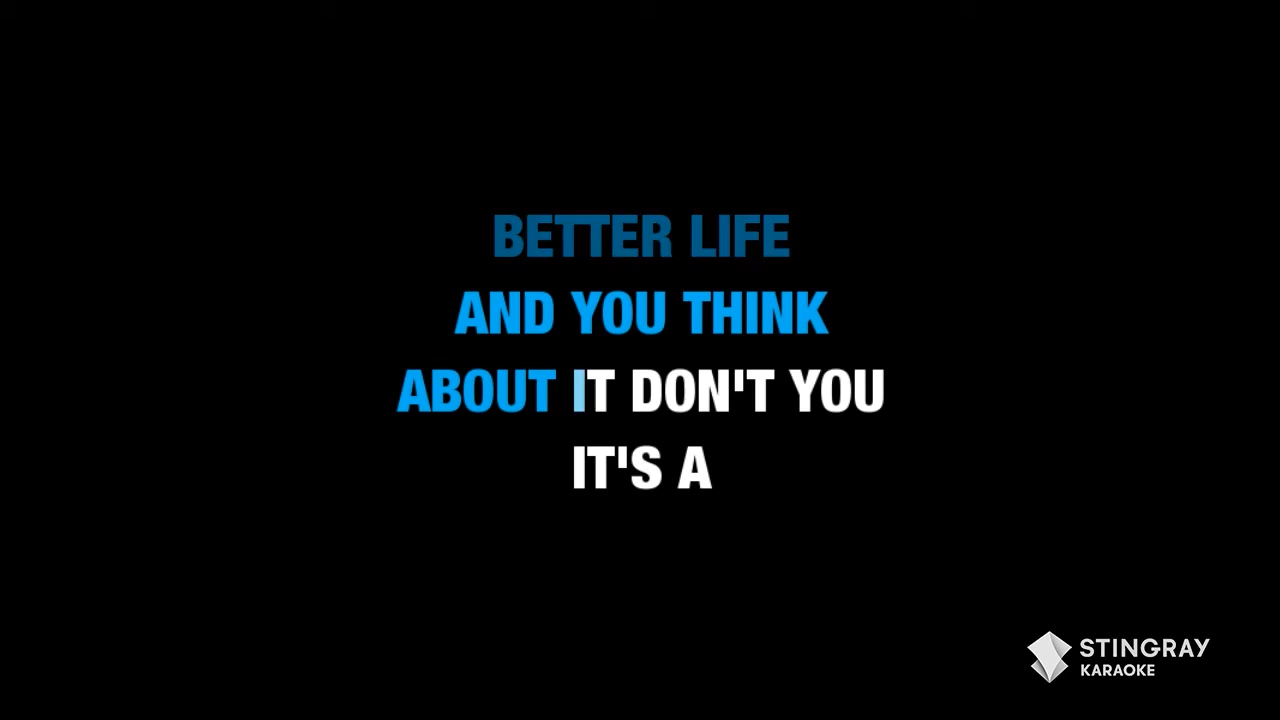 BETTER LIFE
AND YOU THINK
ABOUT IT DON'T YOU
IT'S A
STINGRAY
KARAOKE